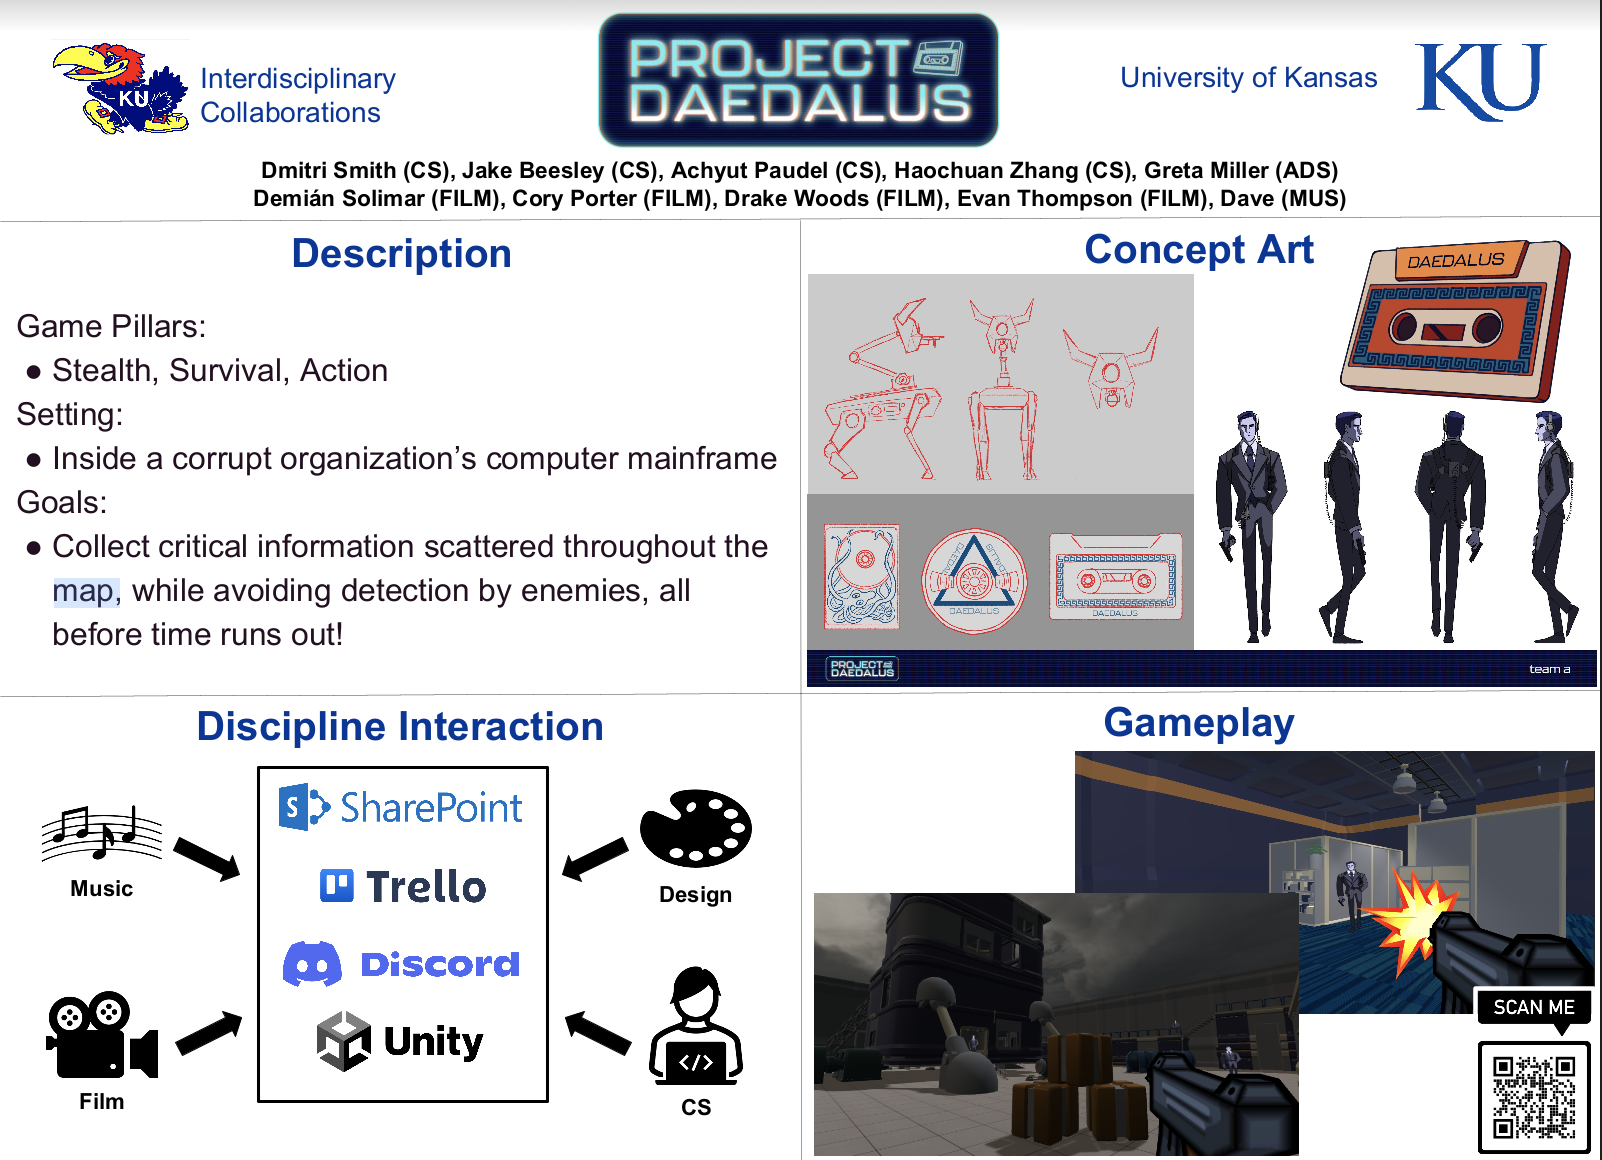 Interdisciplinary
Collaborations
KU
PROJECT
DAEDALUS
University of Kansas
KU
Dmitri Smith (CS), Jake Beesley (CS), Achyut Paudel (CS), Haochuan Zhang (CS), Greta Miller (ADS)
Demián Solimar (FILM), Cory Porter (FILM), Drake Woods (FILM), Evan Thompson (FILM), Dave (MUS)
Description
Game Pillars:
● Stealth, Survival, Action
Setting:
● Inside a corrupt organization’s computer mainframe
Goals:
● Collect critical information scattered throughout the
map, while avoiding detection by enemies, all
before time runs out!
Concept Art
DAEDALUS
DAEDALUS
DAEDALUS
DAEDALUS
DAEDALUS
PROJECT
DAEDALUS
team a
Discipline Interaction
Music
Film
S SharePoint
Trello
Discord
Unity
Design
</>
CS
Gameplay
SCAN ME